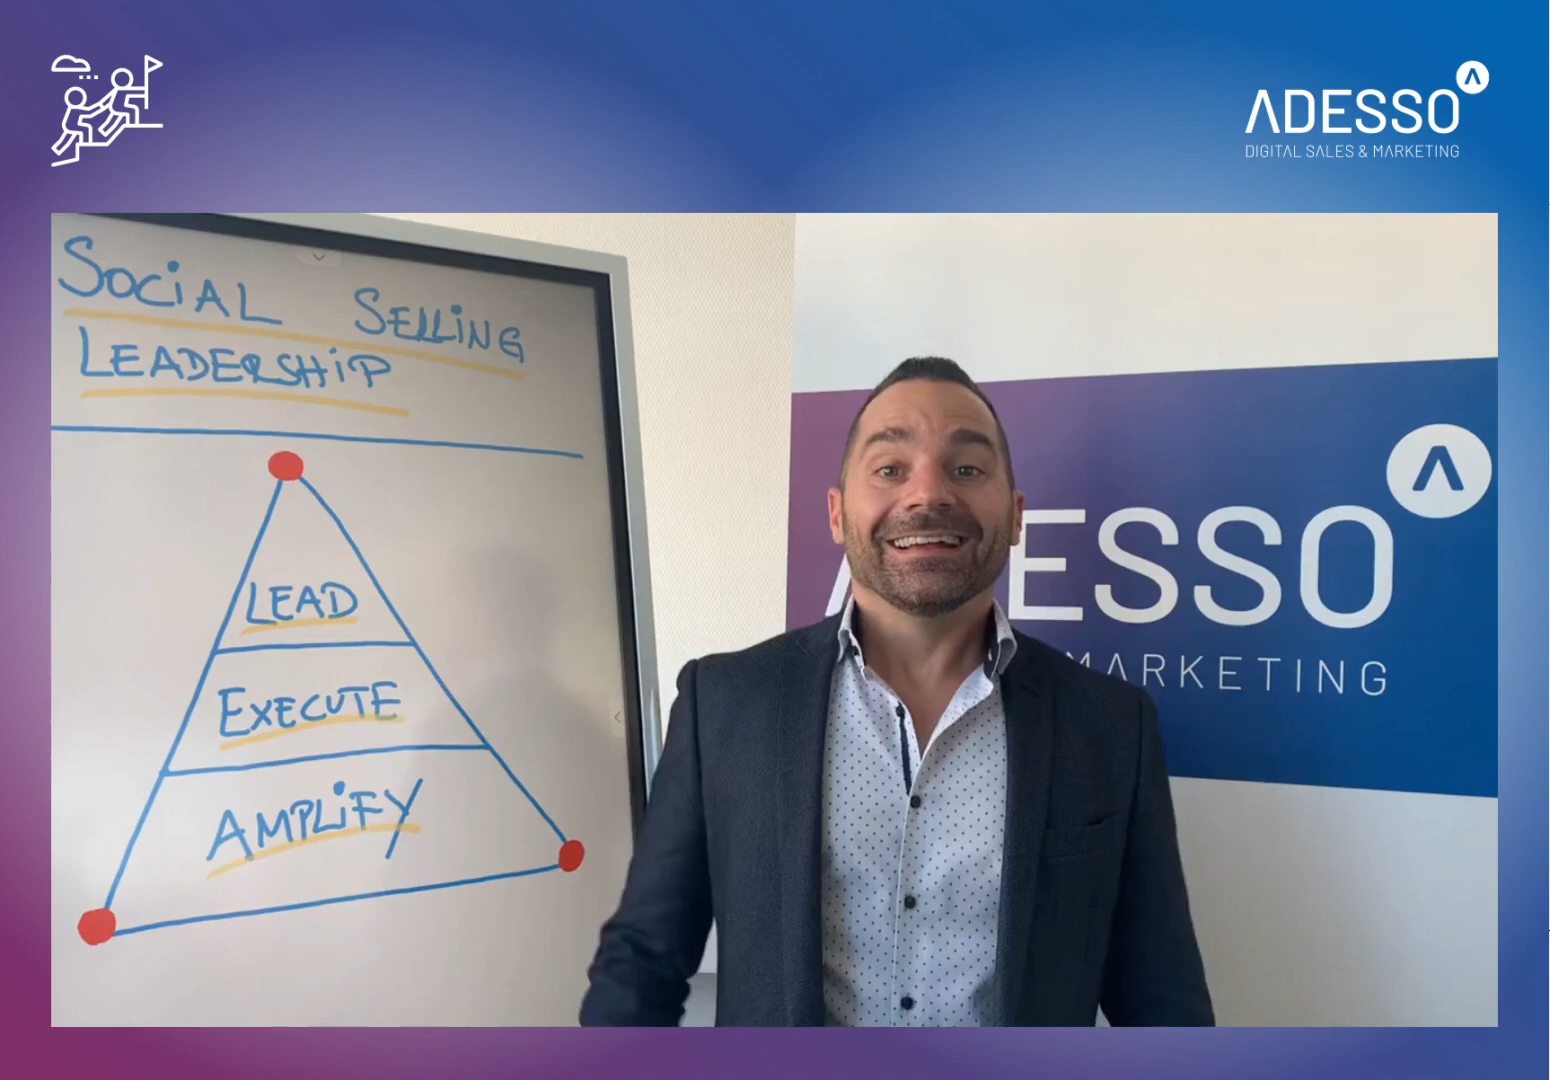 ADESSO
DIGITAL SALES & MARKETING
SOCiAL SELLiNG
LEADERSHiP
LEAD
EXECUTE
AMPLiFY
ESSO
MARKETING